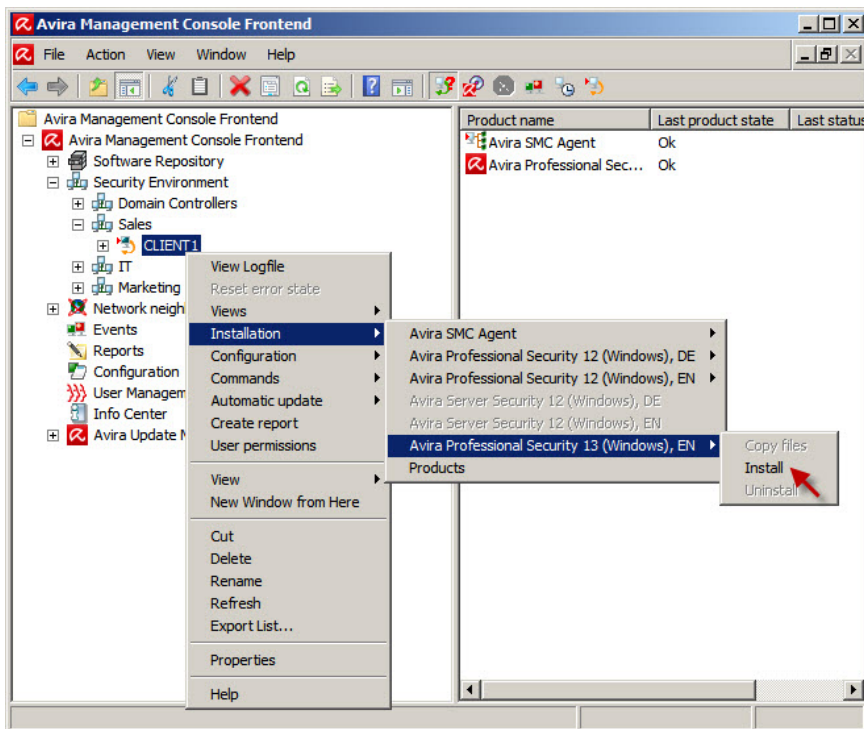 Avira Management Console Frontend
File Action View Window Help
Avira Management Console Frontend
Avira Management Console Frontend
Software Repository
Security Environment
Domain Controllers
Sales
CLIENT1
IT
Marketing
Network neigh
Events
Reports
Configuration
User Managem
Info Center
Avira Update M
Product name Last product state Last status
Avira SMC Agent Ok
Avira Professional Sec... Ok
View Logfile
Reset error state
Views
Installation
Configuration
Commands
Automatic update
Create report
User permissions
View
New Window from Here
Cut
Delete
Rename
Refresh
Export List...
Properties
Help
Avira SMC Agent
Avira Professional Security 12 (Windows), DE
Avira Professional Security 12 (Windows), EN
Avira Server Security 12 (Windows), DE
Avira Server Security 12 (Windows), EN
Avira Professional Security 13 (Windows), EN
Products
Copy files
Install
Uninstall